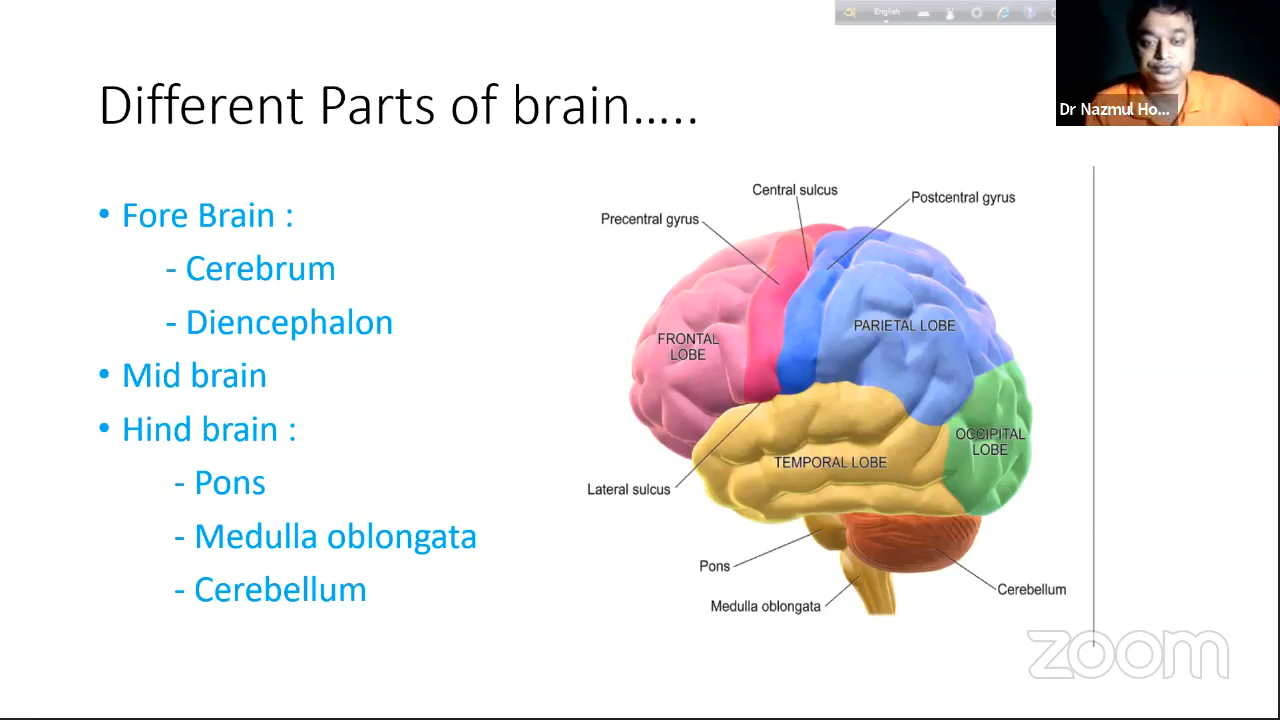 English
Dr Nazmul Ho...
Different Parts of brain.....
• Fore Brain :
- Cerebrum
- Diencephalon
• Mid brain
• Hind brain :
- Pons
- Medulla oblongata
- Cerebellum
Central sulcus
Postcentral gyrus
Precentral gyrus
PARIETAL LOBE
FRONTAL
LOBE
OCCIPITAL
LOBE
TEMPORAL LOBE
Lateral sulcus
Pons
Cerebellum
Medulla oblongata
zoom